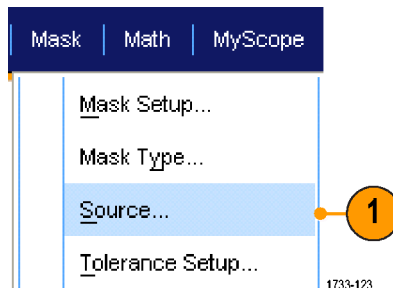 Mask | Math | MyScope
Mask Setup...
Mask Type...
Source...
1
Tolerance Setup...
1733-123